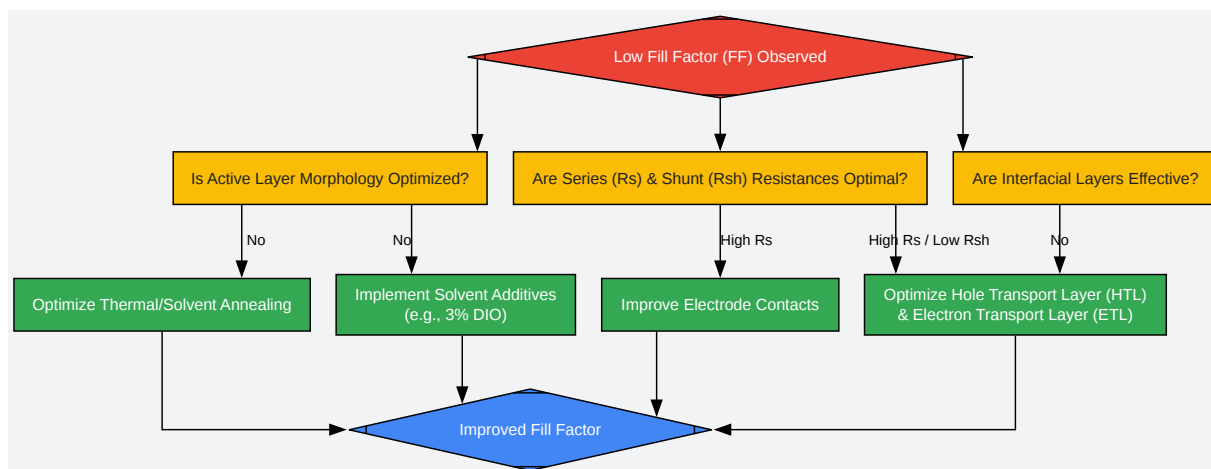 Low Fill Factor (FF) Observed
Is Active Layer Morphology Optimized?
Are Series (Rs) & Shunt (Rsh) Resistances Optimal?
Are Interfacial Layers Effective?
No
No
High Rs
High Rs / Low Rsh
No
Optimize Thermal/Solvent Annealing
Implement Solvent Additives
(e.g., 3% DIO)
Improve Electrode Contacts
Optimize Hole Transport Layer (HTL)
& Electron Transport Layer (ETL)
Improved Fill Factor